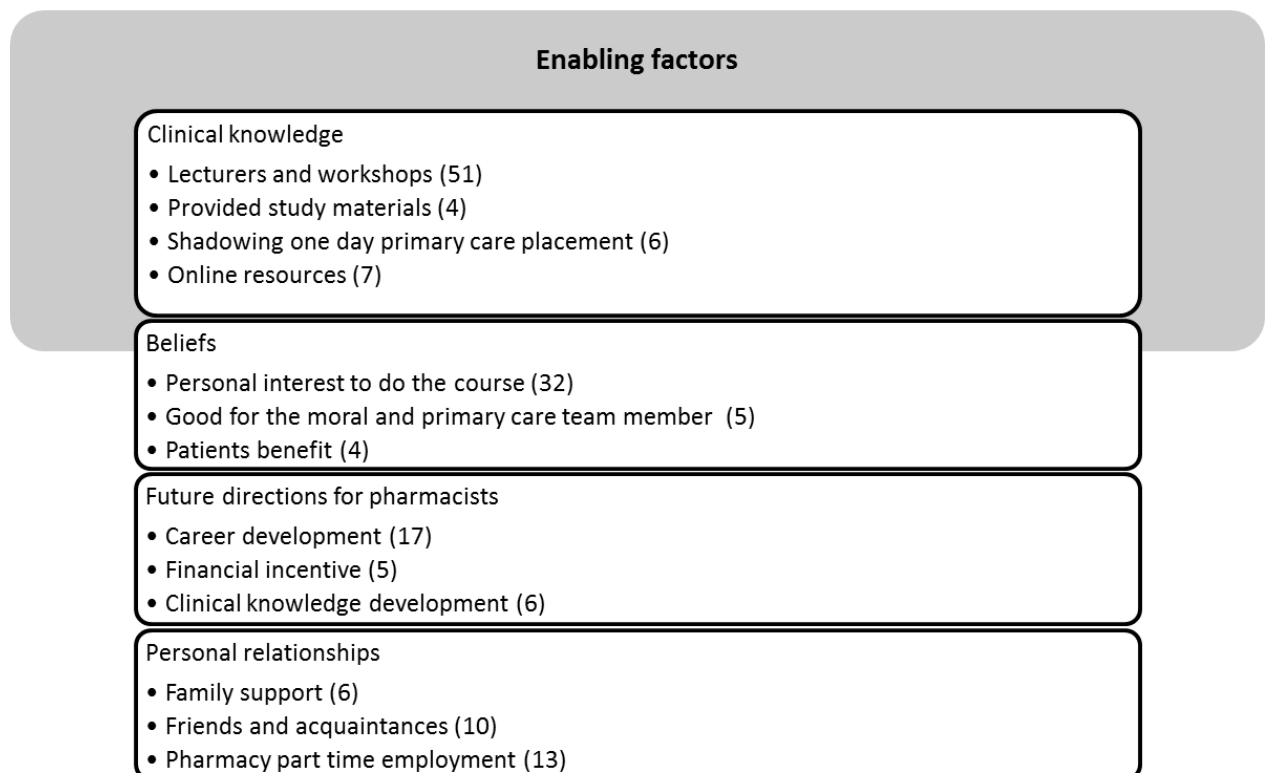 Enabling factors
Clinical knowledge
• Lecturers and workshops (51)
• Provided study materials (4)
• Shadowing one day primary care placement (6)
• Online resources (7)
Beliefs
• Personal interest to do the course (32)
• Good for the moral and primary care team member (5)
• Patients benefit (4)
Future directions for pharmacists
• Career development (17)
• Financial incentive (5)
• Clinical knowledge development (6)
Personal relationships
• Family support (6)
• Friends and acquaintances (10)
• Pharmacy part time employment (13)